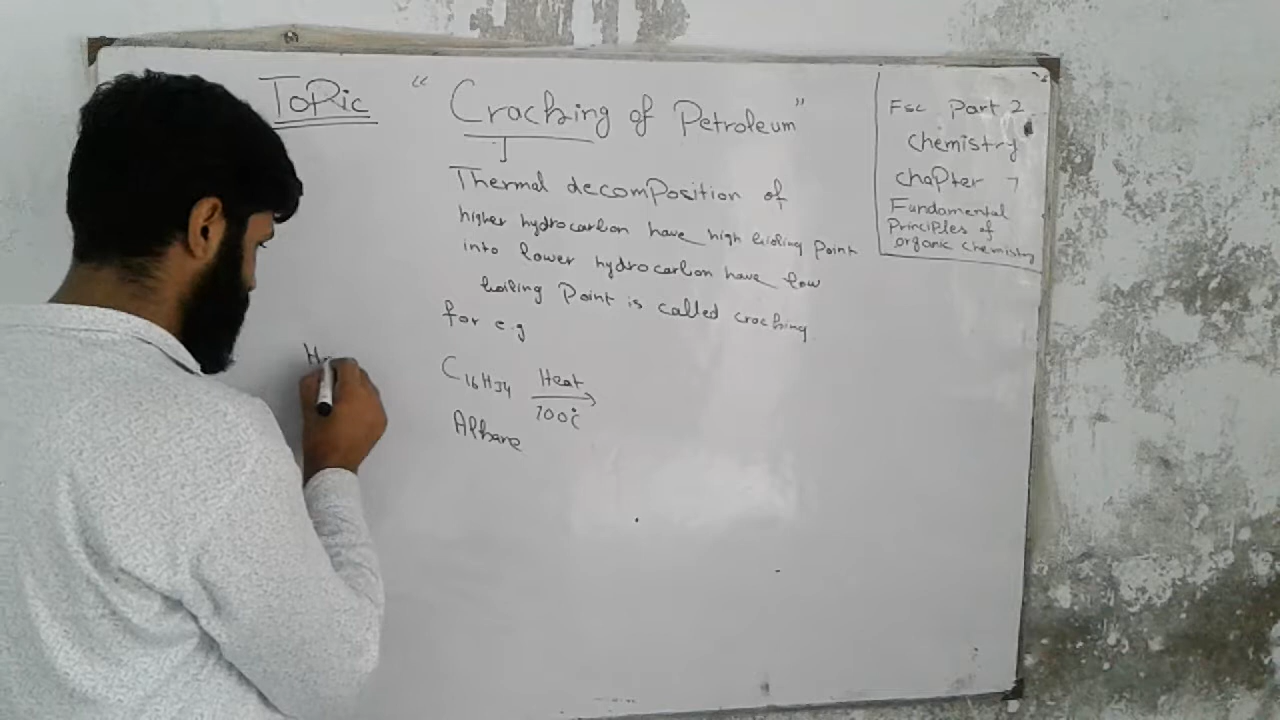 Topic " Cracking of Petroleum "
Thermal decomposition of
higher hydrocarbon have high boiling point
into lower hydrocarbon have low
boiling Point is called cracking
for e.g
C16H34 Heat
700°C
Alkane
H
Fsc Part 2
Chemistry
chapter 7
Fundamental
Principles of
organic chemistry